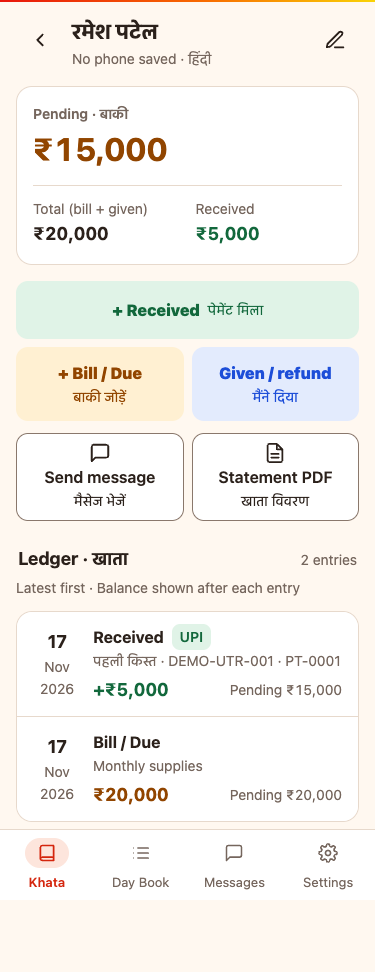 रमेश पटेल
No phone saved · हिंदी
Pending · बाकी
₹15,000
Total (bill + given)
Received
₹20,000
₹5,000
+ Received पेमेंट मिला
+ Bill / Due
बाकी जोड़ें
Given / refund
मैंने दिया
Send message
मैसेज भेजें
Statement PDF
खाता विवरण
Ledger · खाता
2 entries
Latest first · Balance shown after each entry
17
Nov
2026
Received UPI
पहली किस्त · DEMO-UTR-001 · PT-0001
+₹5,000
Pending ₹15,000
17
Nov
2026
Bill / Due
Monthly supplies
₹20,000
Pending ₹20,000
Khata
Day Book
Messages
Settings